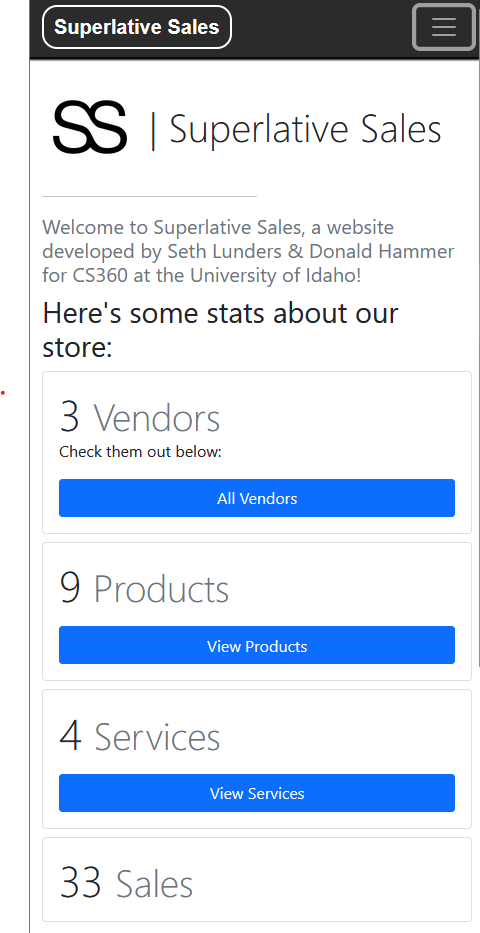 Superlative Sales
SS | Superlative Sales
Welcome to Superlative Sales, a website
developed by Seth Lunders & Donald Hammer
for CS360 at the University of Idaho!
Here's some stats about our
store:
3 Vendors
Check them out below:
All Vendors
9 Products
View Products
4 Services
View Services
33 Sales